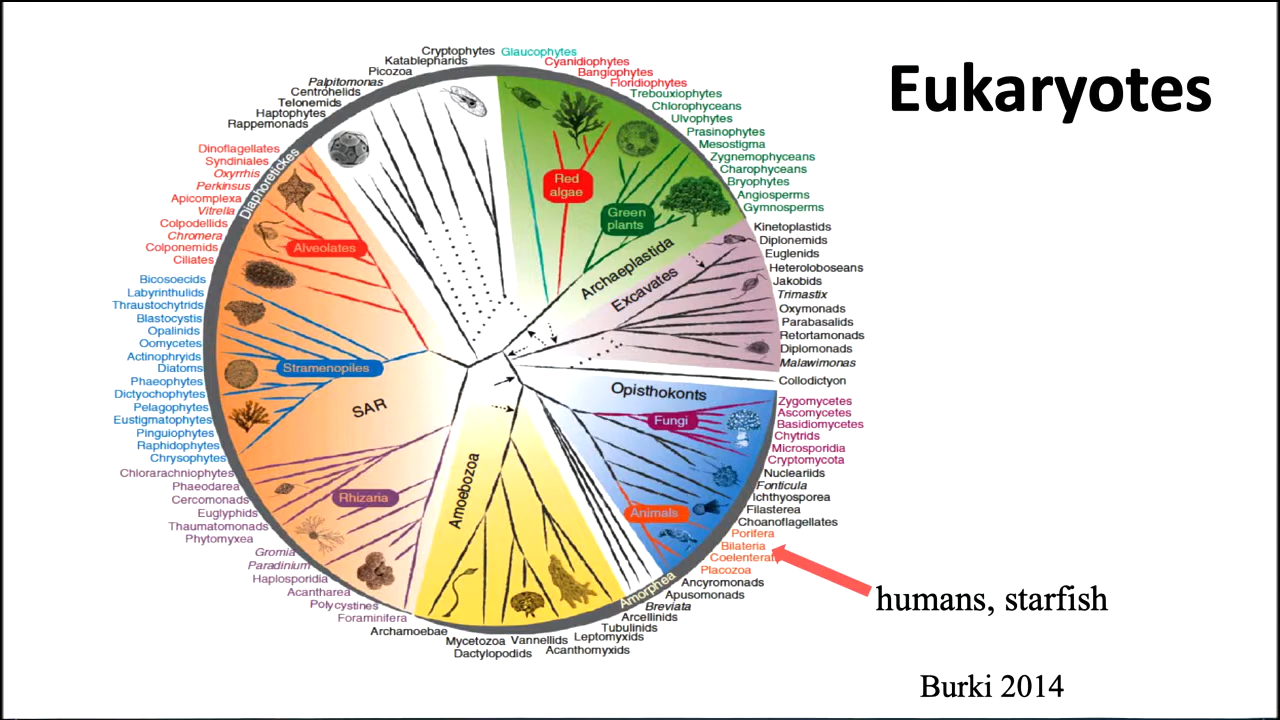 Eukaryotes
Cryptophytes
Katablepharids
Picozoa
Palpitomonas
Centrohelids
Telonemids
Haptophytes
Rappemonads
Glaucophytes
Cyanidiophytes
Bangiophytes
Floridiophytes
Trebouxiophytes
Chlorophyceans
Ulvophytes
Prasinophytes
Mesostigma
Zygnemophyceans
Charophyceans
Bryophytes
Angiosperms
Gymnosperms
Kinetoplastids
Diplonemids
Euglenids
Heteroloboseans
Jakobids
Trimastix
Oxymonads
Parabasalids
Retortamonads
Diplomonads
Malawimonas
Collodictyon
Zygomycetes
Ascomycetes
Basidiomycetes
Chytrids
Microsporidia
Cryptomycota
Nucleariids
Fonticula
Ichthyosporea
Filasterea
Choanoflagellates
Porifera
Bilateria
Coelenterat
Placozoa
Ancyromonads
Apusomonads
Breviata
Arcellinids
Tubulinids
Leptomyxids
Acanthomyxids
Vannellids
Dactylopodids
Mycetozoa
Archamoebae
Dinoflagellates
Syndiniales
Oxyrrhis
Perkinsus
Apicomplexa
Vitrella
Colpodellids
Chromera
Colponemids
Ciliates
Bicosoecids
Labyrinthulids
Thraustochytrids
Blastocystis
Opalinids
Oomycetes
Actinophryids
Diatoms
Phaeophytes
Dictyochophytes
Pelagophytes
Eustigmatophytes
Pinguiophytes
Raphidophytes
Chrysophytes
Chlorarachniophytes
Phaeodarea
Cercomonads
Euglyphids
Thaumatomonads
Phytomyxea
Gromia
Paradinium
Haplosporidia
Acantharea
Polycystines
Foraminifera
Diaphoretickes
Alveolates
Stramenopiles
SAR
Rhizaria
Amoebozoa
Amorphea
Red
algae
Green
plants
Archaeplastida
Excavates
Opisthokonts
Fungi
Animals
humans, starfish
Burki 2014